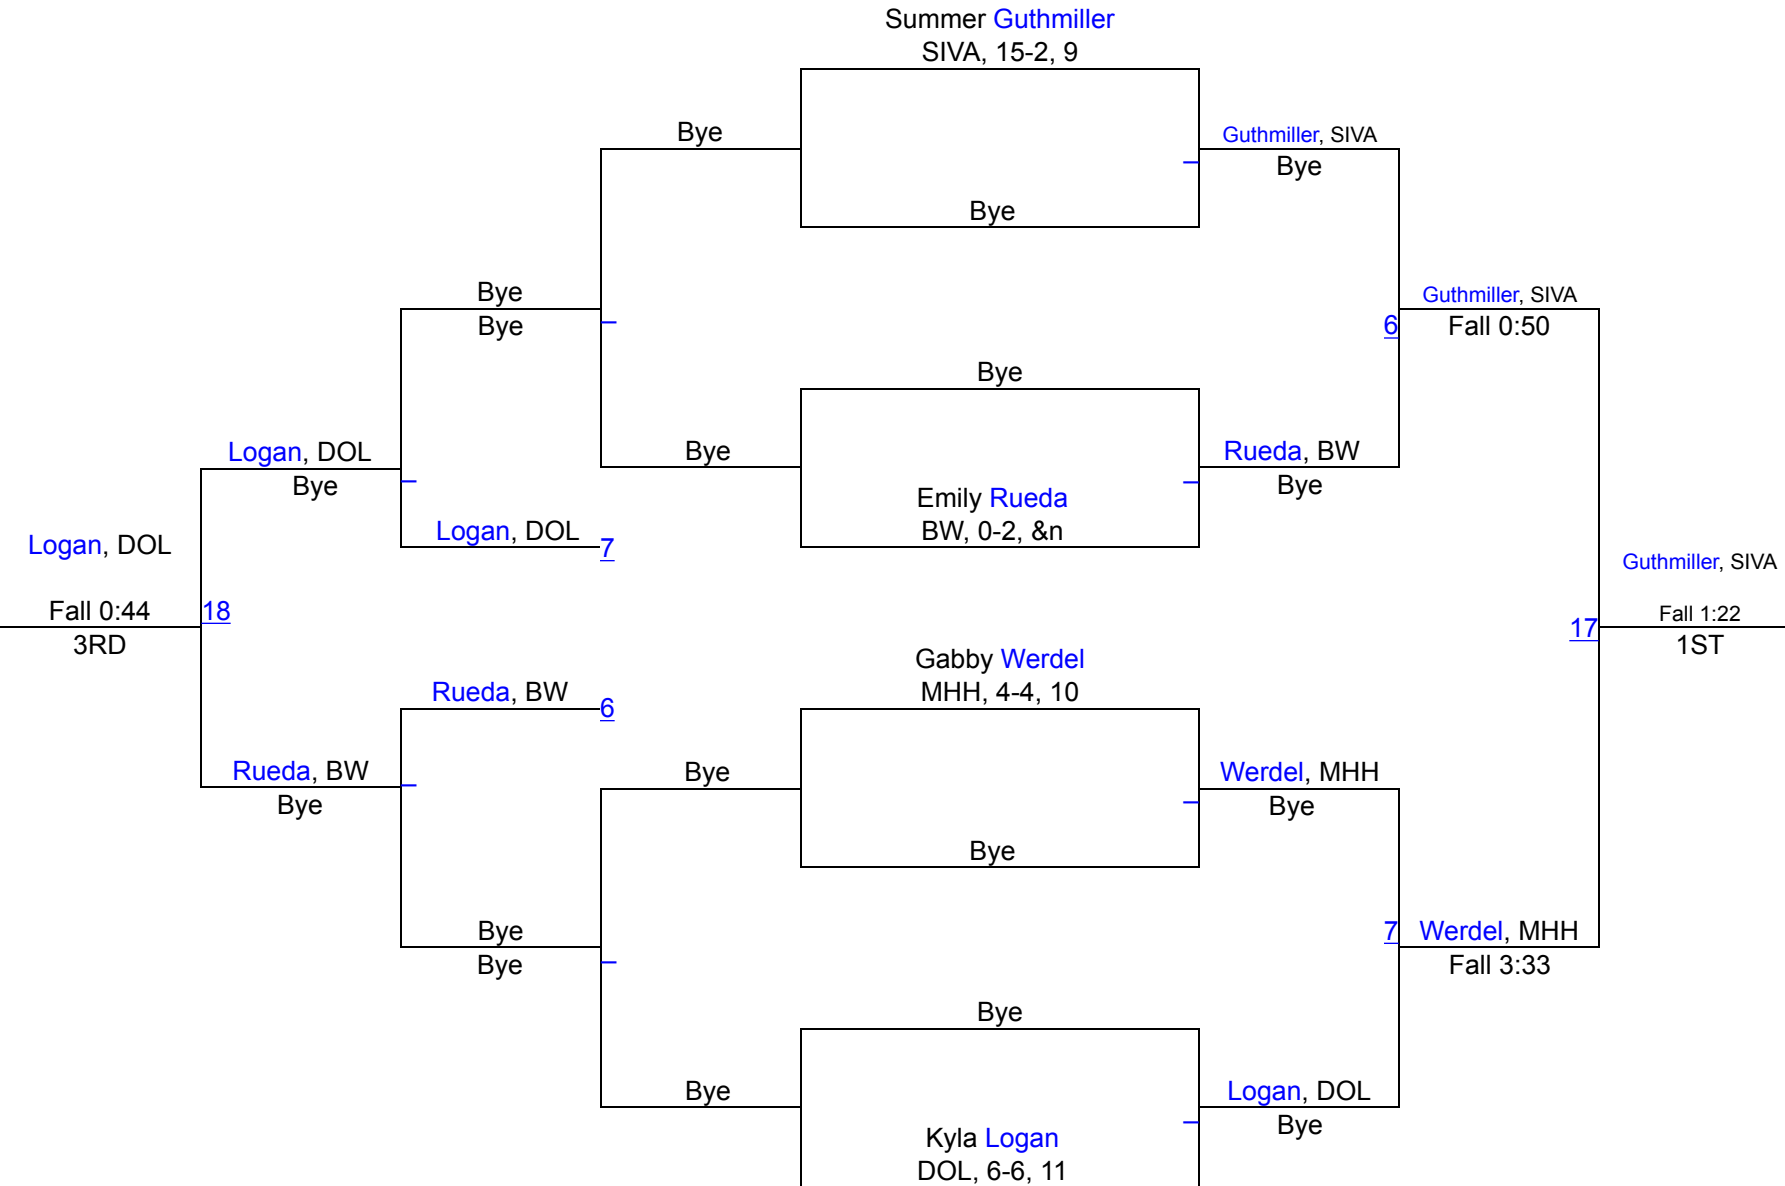 Summer Guthmiller
SIVA, 15-2, 9
Bye
Guthmiller, SIVA
Bye
Bye
Bye
Bye
Guthmiller, SIVA
6
Fall 0:50
Bye
Logan, DOL
Bye
Bye
Rueda, BW
Bye
Emily Rueda
BW, 0-2, &n
Logan, DOL
7
Logan, DOL
Guthmiller, SIVA
Fall 0:44
18
3RD
Fall 1:22
17
1ST
Gabby Werdel
MHH, 4-4, 10
Rueda, BW
6
Rueda, BW
Bye
Bye
Werdel, MHH
Bye
Bye
Bye
Bye
7
Werdel, MHH
Fall 3:33
Bye
Bye
Logan, DOL
Bye
Kyla Logan
DOL, 6-6, 11